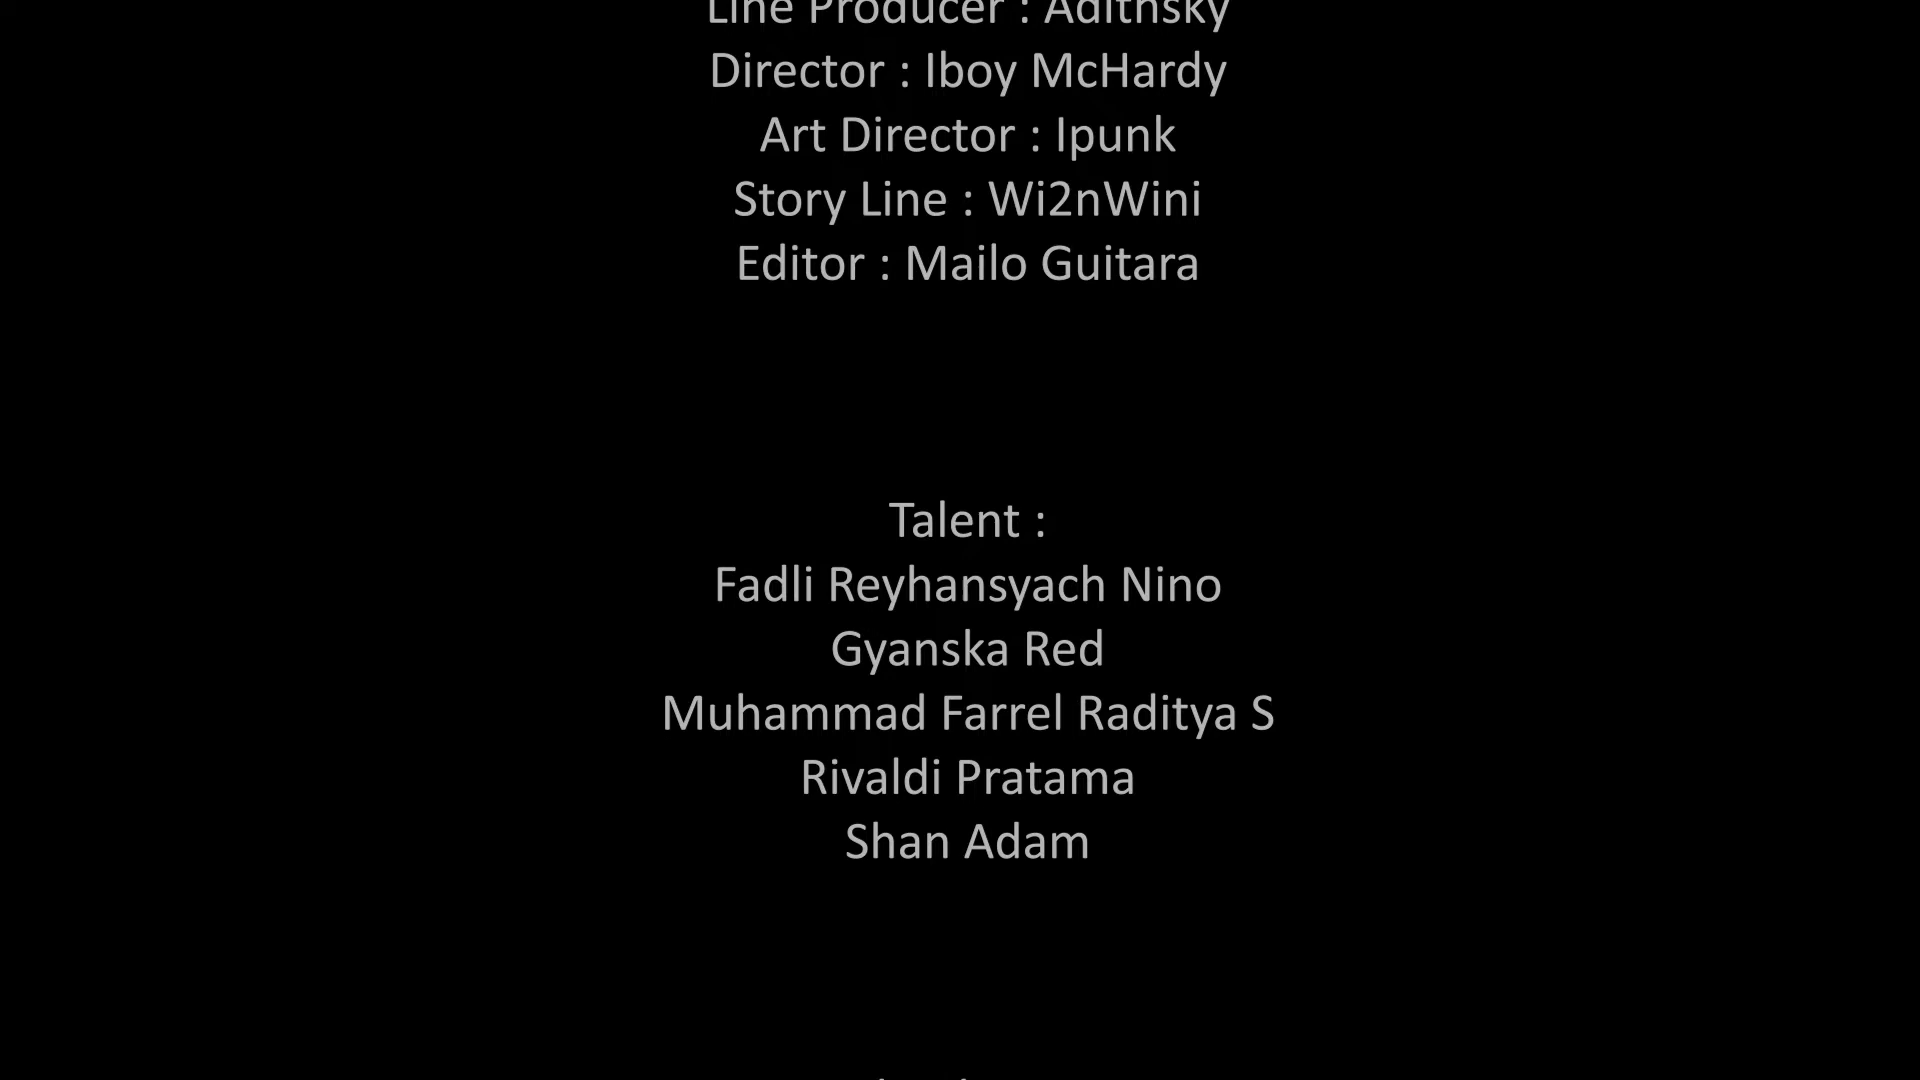 Line Producer : Adithsky
Director : Iboy McHardy
Art Director : Ipunk
Story Line : Wi2nWini
Editor : Mailo Guitara
Talent :
Fadli Reyhansyach Nino
Gyanska Red
Muhammad Farrel Raditya S
Rivaldi Pratama
Shan Adam